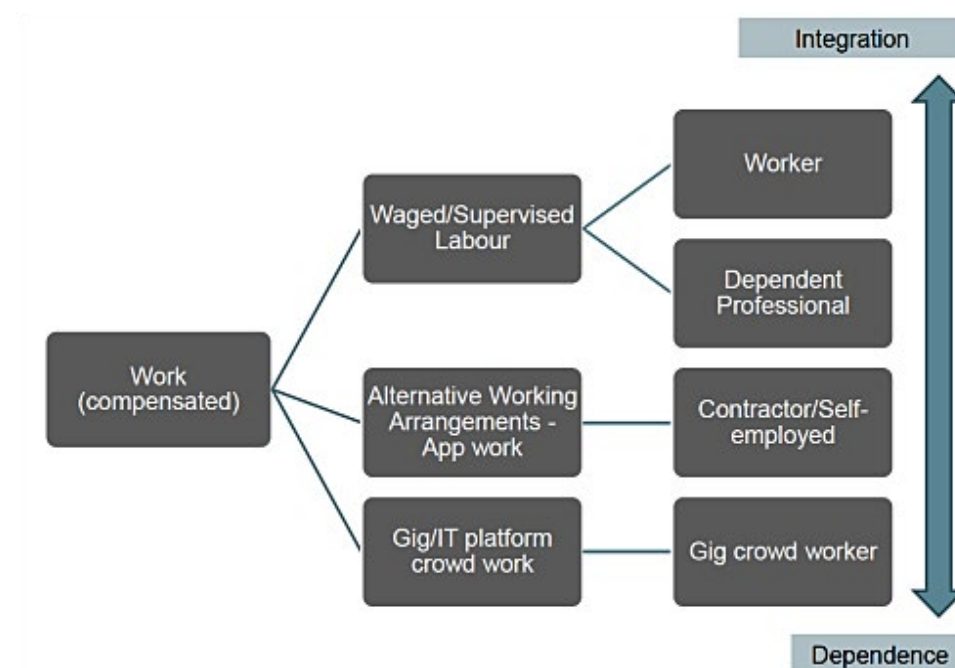 Integration
Worker
Waged/Supervised
Labour
Dependent
Professional
Work
(compensated)
Alternative Working
Arrangements -
App work
Contractor/Self-
employed
Gig/IT platform
crowd work
Gig crowd worker
Dependence